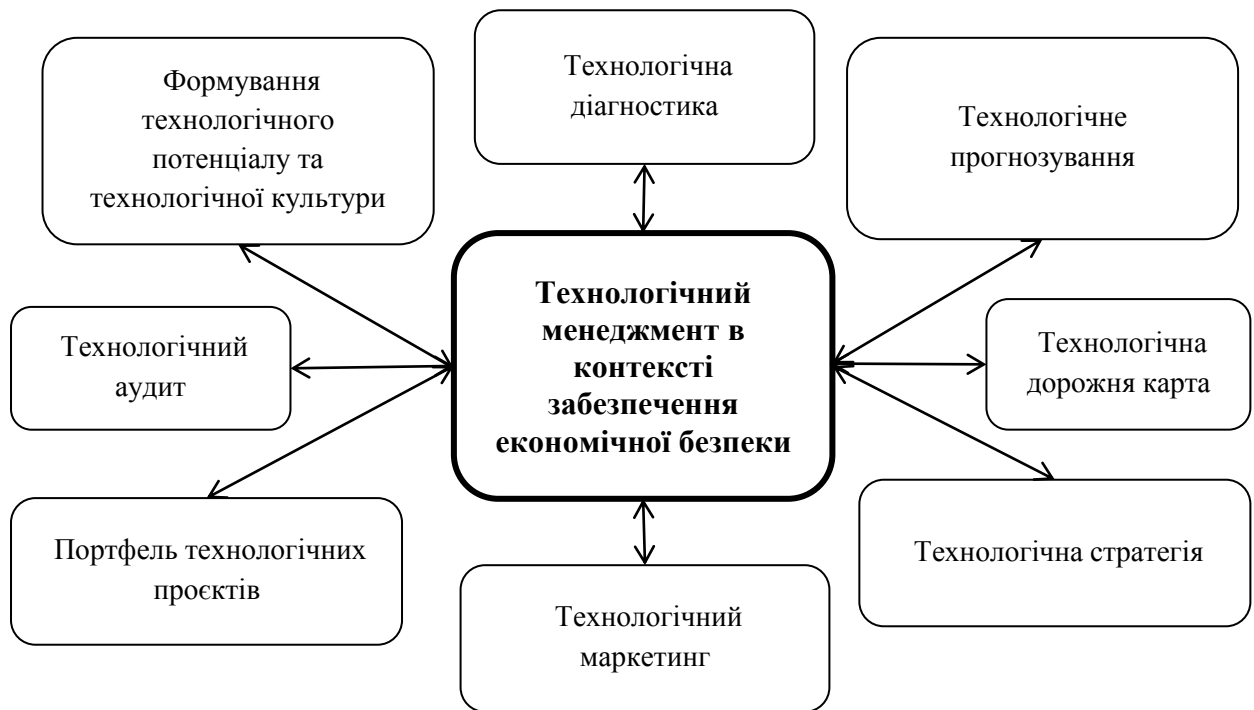 Формування
технологічного
потенціалу та
технологічної культури
Технологічна
діагностика
Технологічне
прогнозування
Технологічний
аудит
Технологічний
менеджмент в
контексті
забезпечення
економічної безпеки
Технологічна
дорожня карта
Портфель технологічних
проєктів
Технологічний
маркетинг
Технологічна стратегія